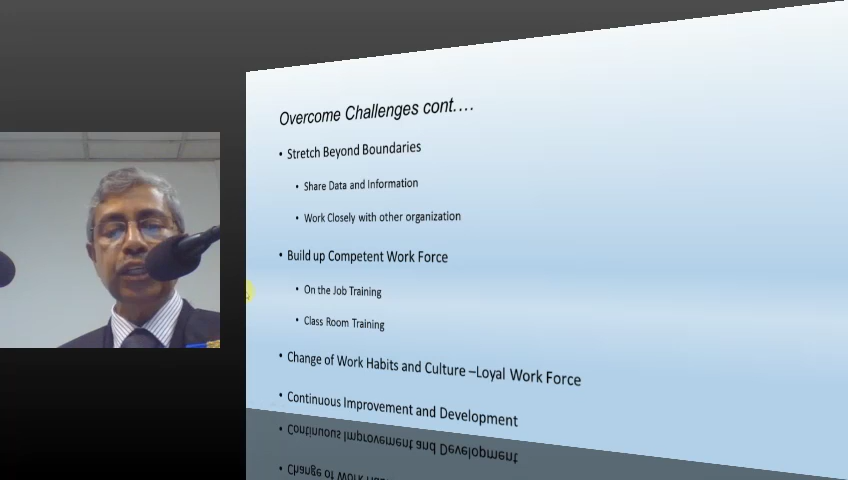 Overcome Challenges cont....
• Stretch Beyond Boundaries
• Share Data and Information
• Work Closely with other organization
• Build up Competent Work Force
• On the Job Training
• Class Room Training
• Change of Work Habits and Culture –Loyal Work Force
• Continuous Improvement and Development